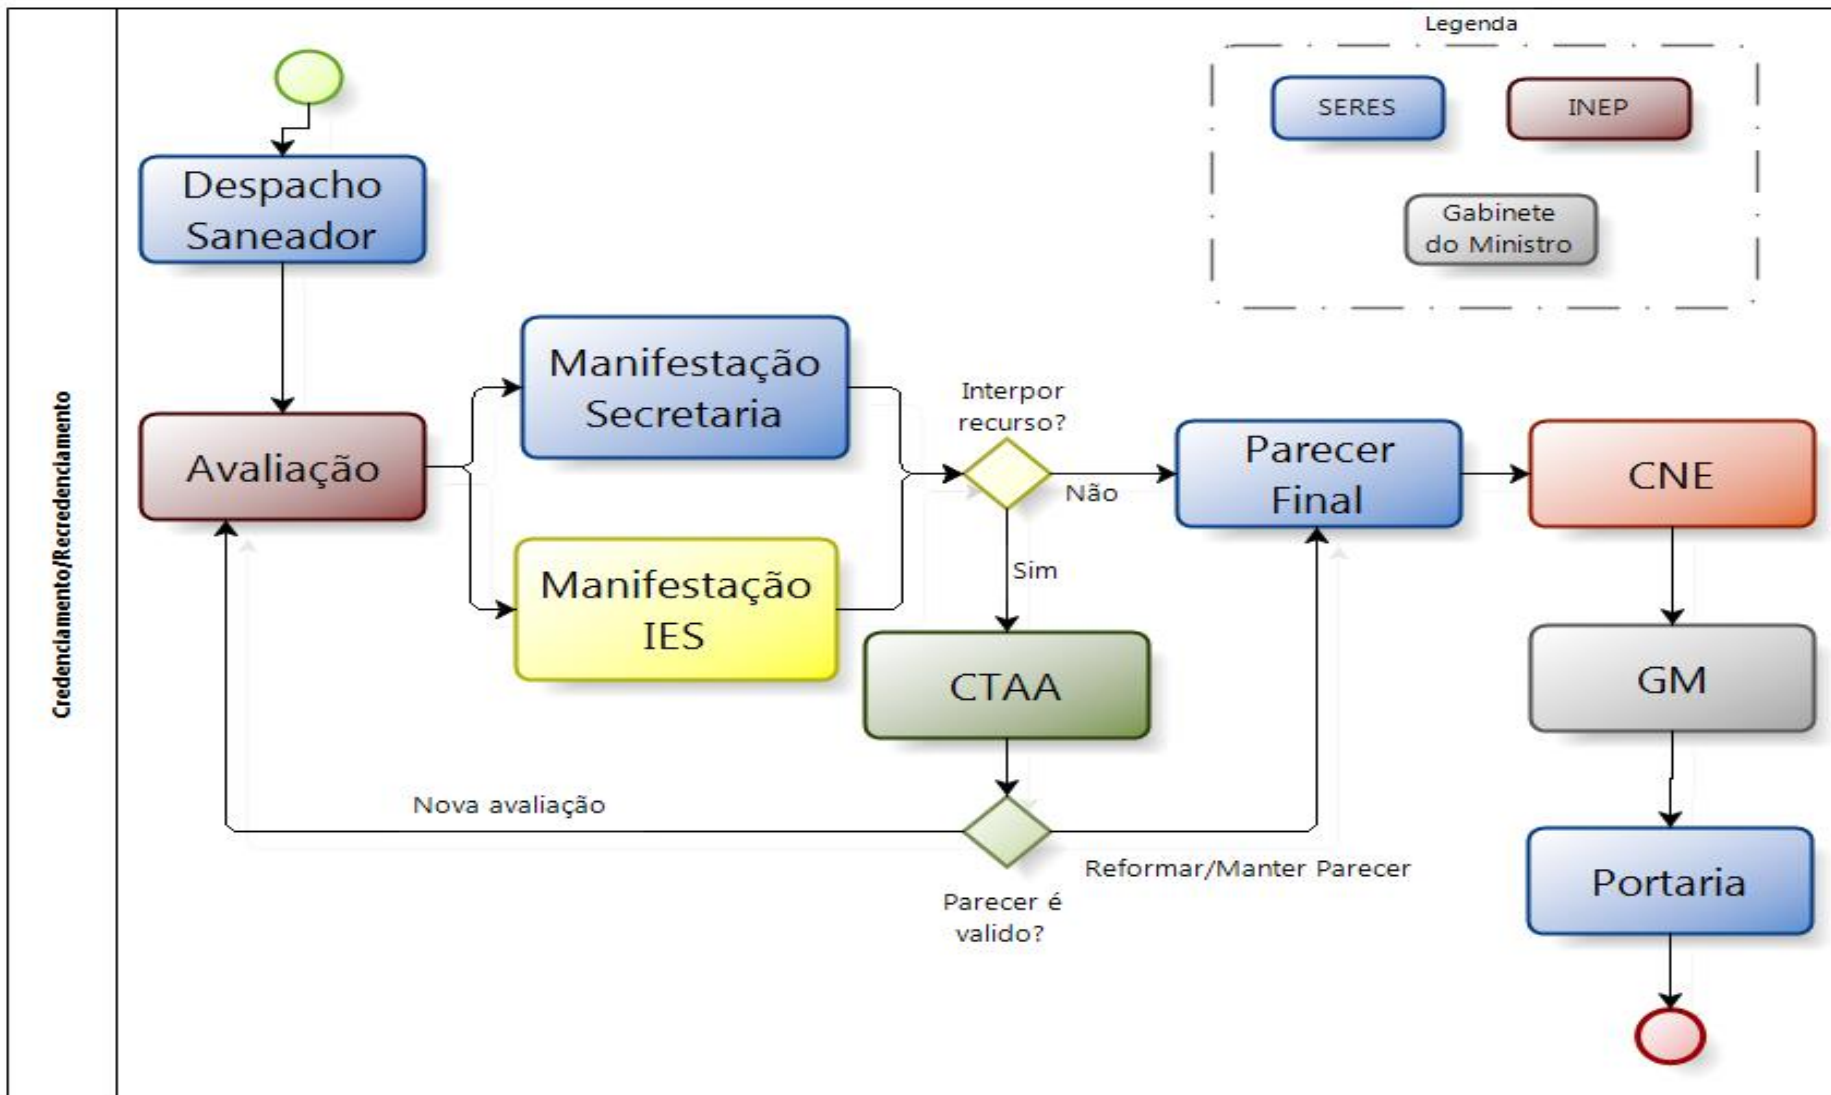 Legenda
SERES
INEP
Gabinete
do Ministro
Credenciamento/Recredenciamento
Despacho
Saneador
Avaliação
Manifestação
Secretaria
Manifestação
IES
Interpor
recurso?
Não
Sim
Parecer
Final
CNE
CTAA
GM
Nova avaliação
Reformar/Manter Parecer
Parecer é
valido?
Portaria